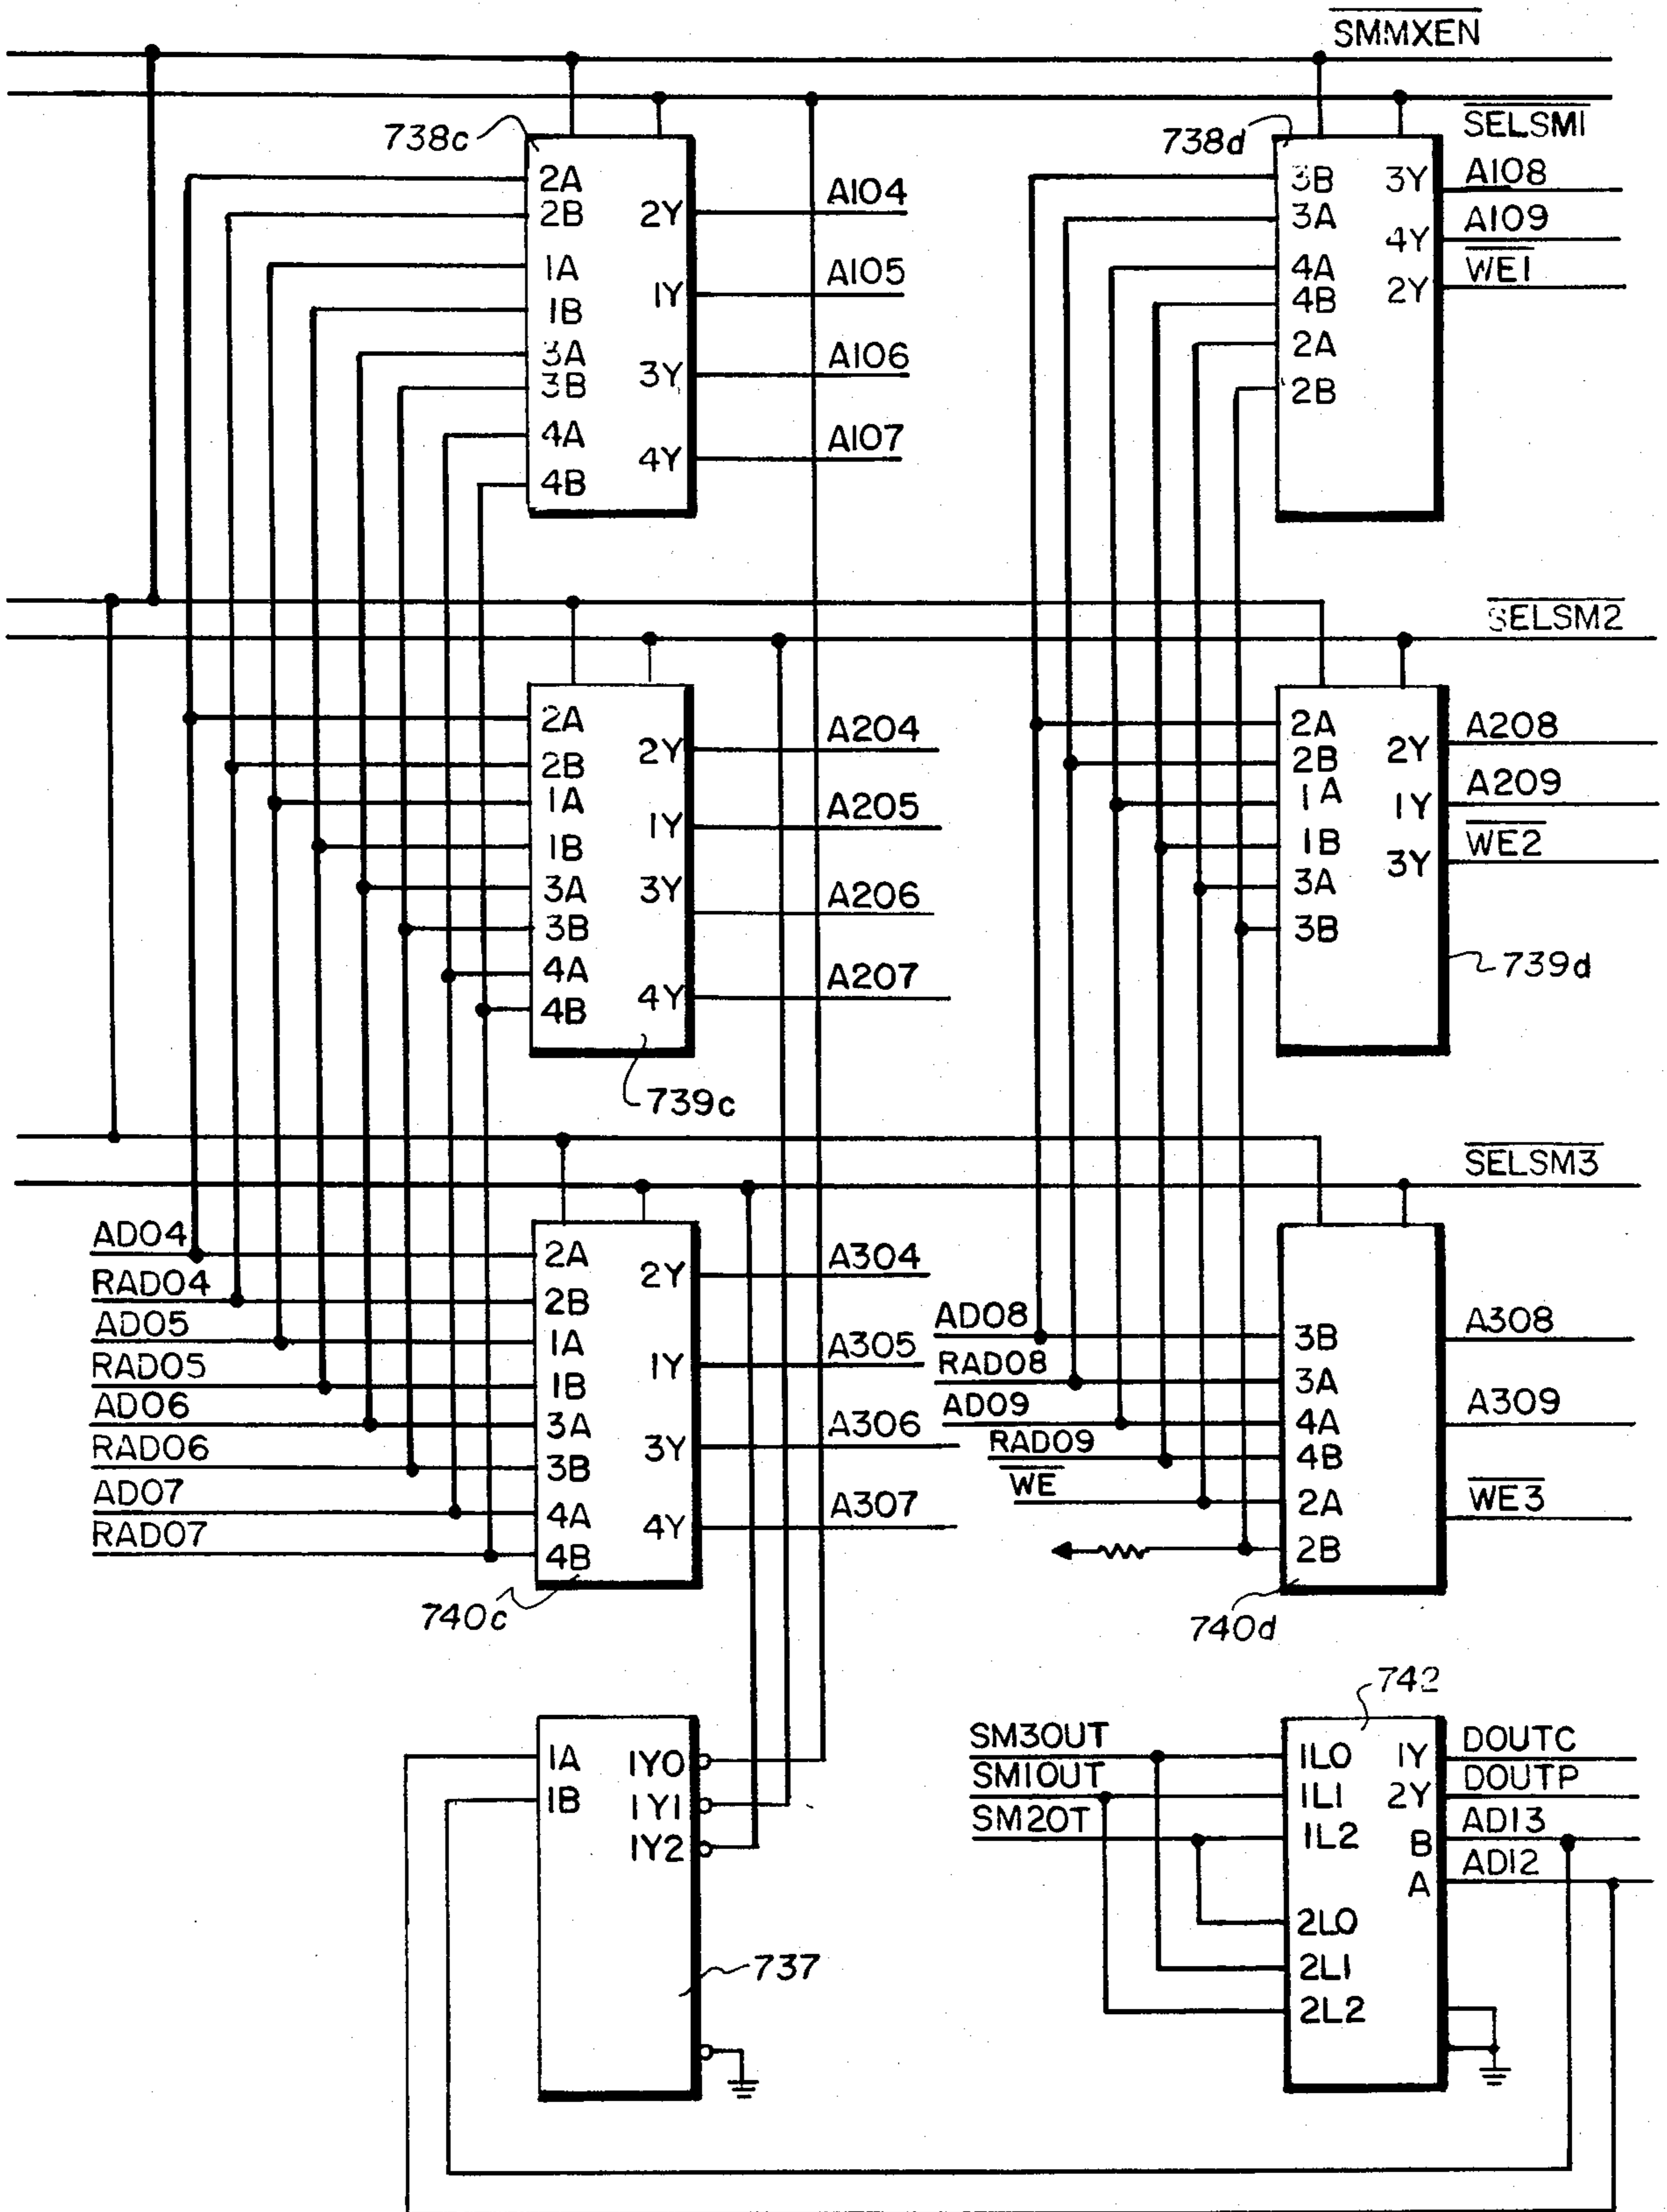 SMMXEN
SELSM1
738c
2A
2B
1A
1B
3A
3B
4A
4B
2Y
1Y
3Y
4Y
A104
A105
A106
A107
738d
3B
3A
4A
4B
2A
2B
3Y
4Y
2Y
A108
A109
WE1
SELSM2
2A
2B
1A
1B
3A
3B
4A
4B
2Y
1Y
3Y
4Y
A204
A205
A206
A207
739c
2A
2B
1A
1B
3A
3B
2Y
1Y
3Y
A208
A209
WE2
739d
SELSM3
AD04
RAD04
AD05
RAD05
AD06
RAD06
AD07
RAD07
2A
2B
1A
1B
3A
3B
4A
4B
2Y
1Y
3Y
4Y
A304
A305
A306
A307
740c
AD08
RAD08
AD09
RAD09
WE
3B
3A
4A
4B
2A
2B
A308
A309
WE3
740d
1A
1B
1Y0
1Y1
1Y2
737
742
SM3OUT
SM1OUT
SM2OT
1L0
1L1
1L2
2L0
2L1
2L2
1Y
2Y
B
A
DOUTC
DOUTP
AD13
AD12